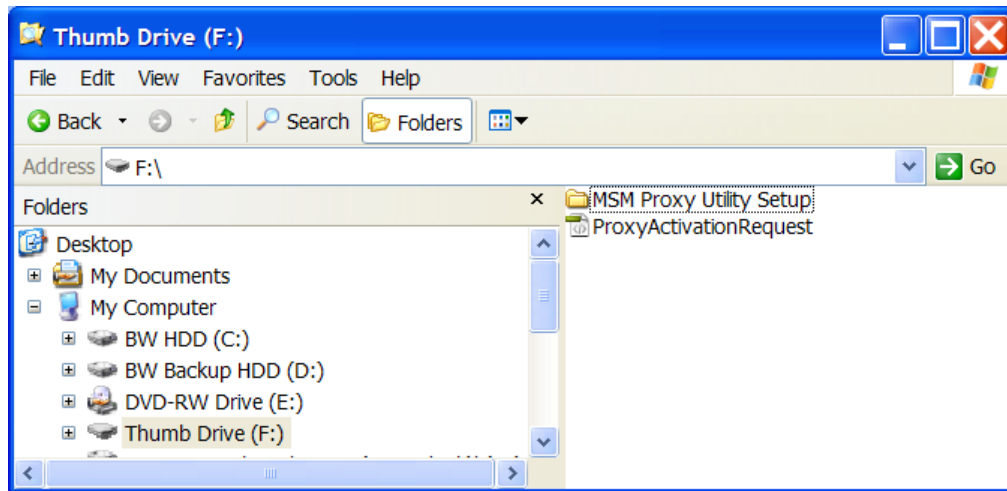 Thumb Drive (F:)
File Edit View Favorites Tools Help
Back Search Folders
Address F:\ Go
Folders
Desktop
My Documents
My Computer
BW HDD (C:)
BW Backup HDD (D:)
DVD-RW Drive (E:)
Thumb Drive (F:)
MSM Proxy Utility Setup
ProxyActivationRequest